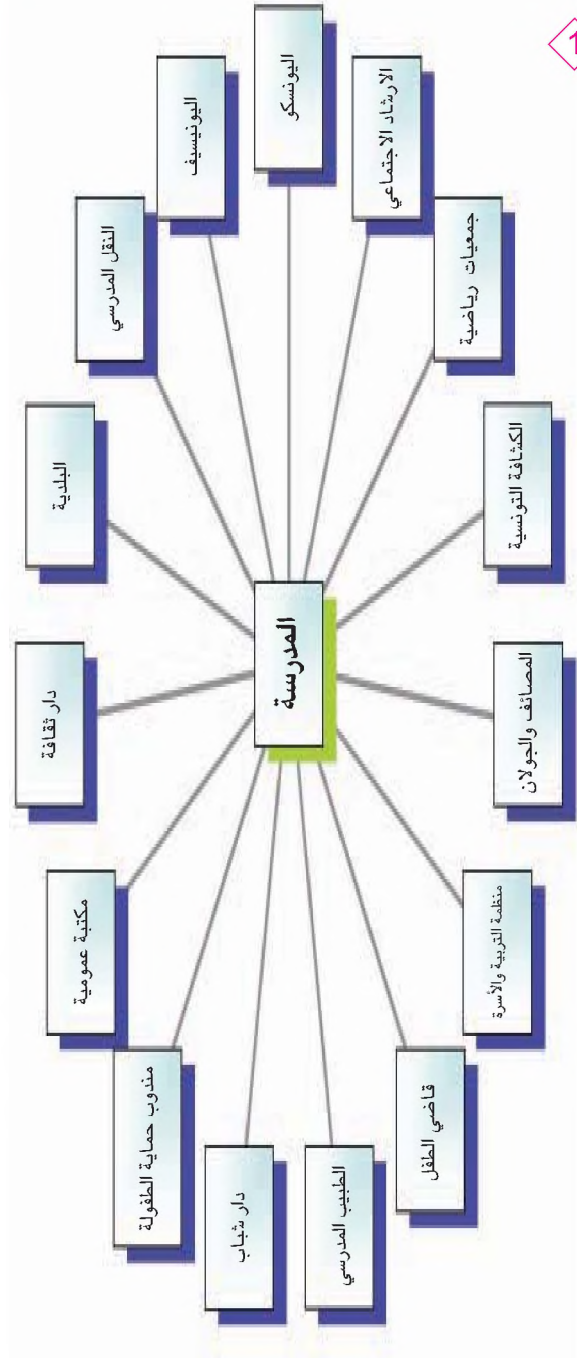 اليونسكو
اليونيسيف
الارشاد الاجتماعي
النقل المدرسي
جمعيات رياضية
البلدية
الكشافة التونسية
المدرسة
دار ثقافة
المصائف والجولان
مكتبة عمومية
منظمة التربية والأسرة
مندوب حماية الطفولة
قاضي الطفل
دار شباب
الطبيب المدرسي